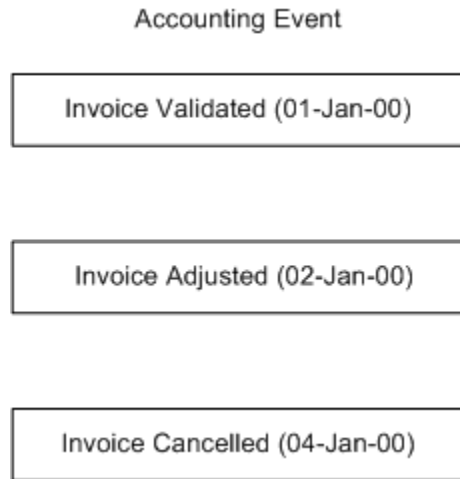 Accounting Event
Invoice Validated (01-Jan-00)
Invoice Adjusted (02-Jan-00)
Invoice Cancelled (04-Jan-00)